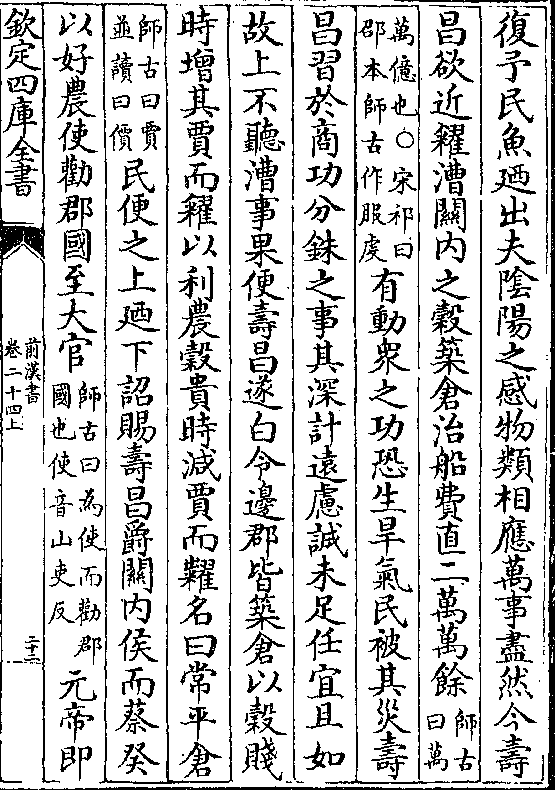 復予民魚廼出夫陰陽之感物類相應萬事盡然今壽
昌欲近糴漕關内之穀築倉治船費直二萬萬餘師古曰萬
萬億也○宋祁曰邵本師古作服虔有動衆之功恐生旱氣民被其災壽
昌習於商功分銖之事其深計遠慮誠未足任宜且如
故上不聽漕事果便壽昌遂白令邊郡皆築倉以穀賤
時增其賈而糴以利農穀貴時減賈而糶名曰常平倉
師古曰賈並讀曰價民便之上廼下詔賜壽昌爵關内侯而蔡癸
以好農使勸郡國至大官師古曰為使而勸郡國也使音山吏反元帝即
欽定四庫全書
前漢書
卷二十四上
二十二